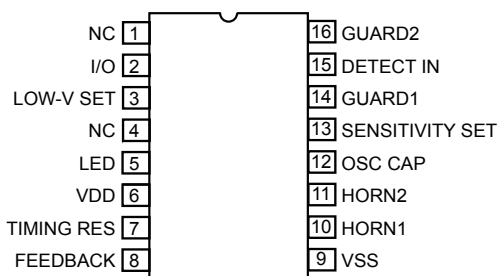 NC 1 16 GUARD2
I/O 2 15 DETECT IN
LOW-V SET 3 14 GUARD1
NC 4 13 SENSITIVITY SET
LED 5 12 OSC CAP
VDD 6 11 HORN2
TIMING RES 7 10 HORN1
FEEDBACK 8 9 VSS